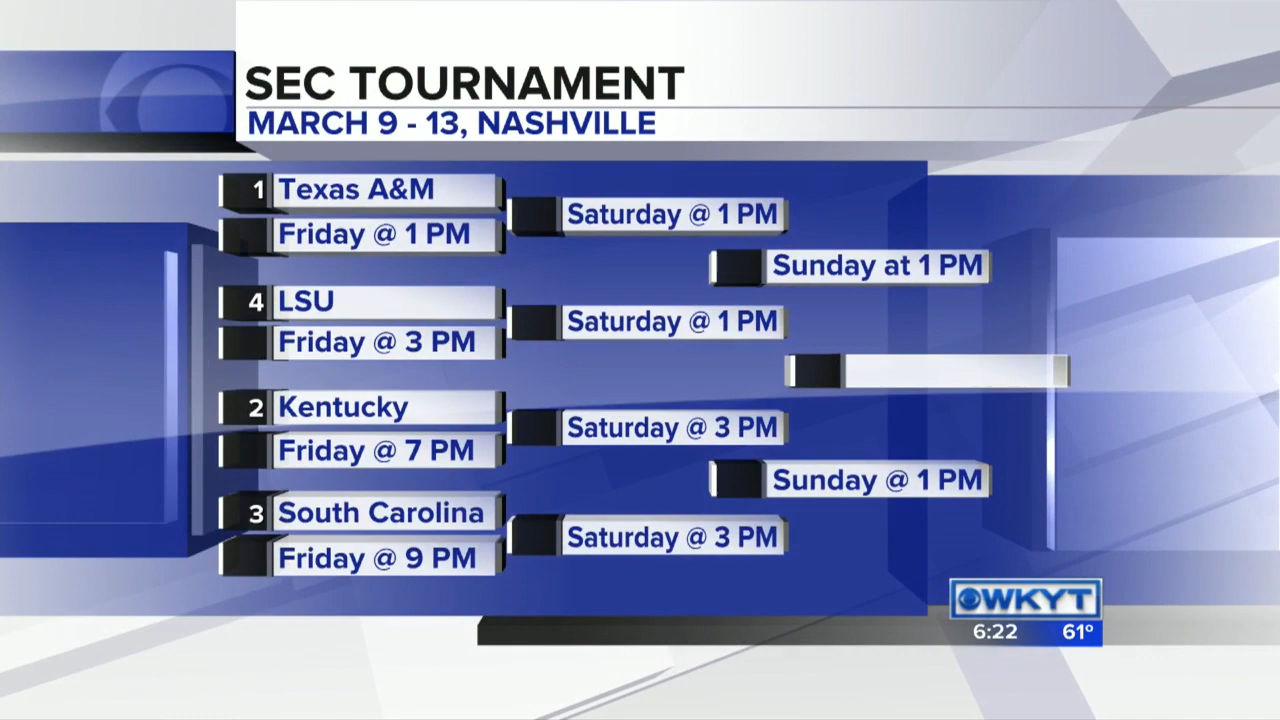 SEC TOURNAMENT
MARCH 9 - 13, NASHVILLE
1 Texas A&M
Friday @ 1 PM
Saturday @ 1 PM
Sunday at 1 PM
4 LSU
Friday @ 3 PM
Saturday @ 1 PM
2 Kentucky
Friday @ 7 PM
Saturday @ 3 PM
Sunday @ 1 PM
3 South Carolina
Friday @ 9 PM
Saturday @ 3 PM
WKYT
6:22 61°